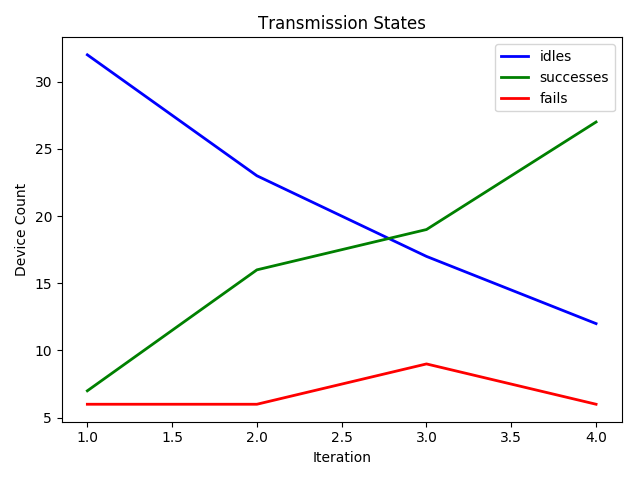 Transmission States
idles
successes
fails
Device Count
30
25
20
15
10
5
1.0 1.5 2.0 2.5 3.0 3.5 4.0
Iteration